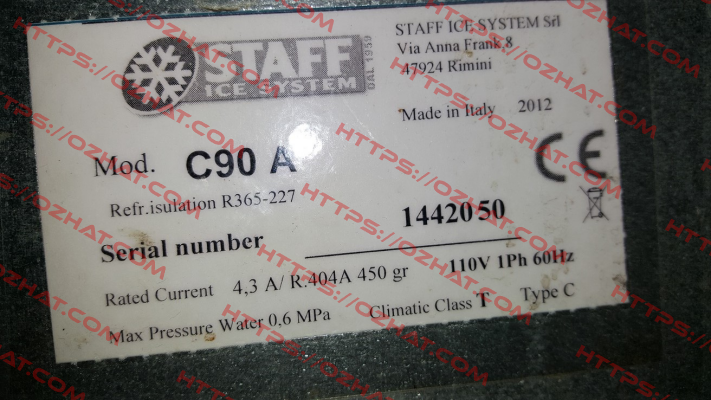 STAFF
ICE SYSTEM
DAL 1959
STAFF ICE SYSTEM Srl
Via Anna Frank 8
47924 Rimini
Made in Italy 2012
Mod. C90 A
CE
Refr.isulation R365-227
Serial number 1442050
Rated Current 4,3 A/ R.404A 450 gr 110V 1Ph 60Hz
Max Pressure Water 0,6 MPa Climatic Class T Type C
HTTPS://OZHAT.COM